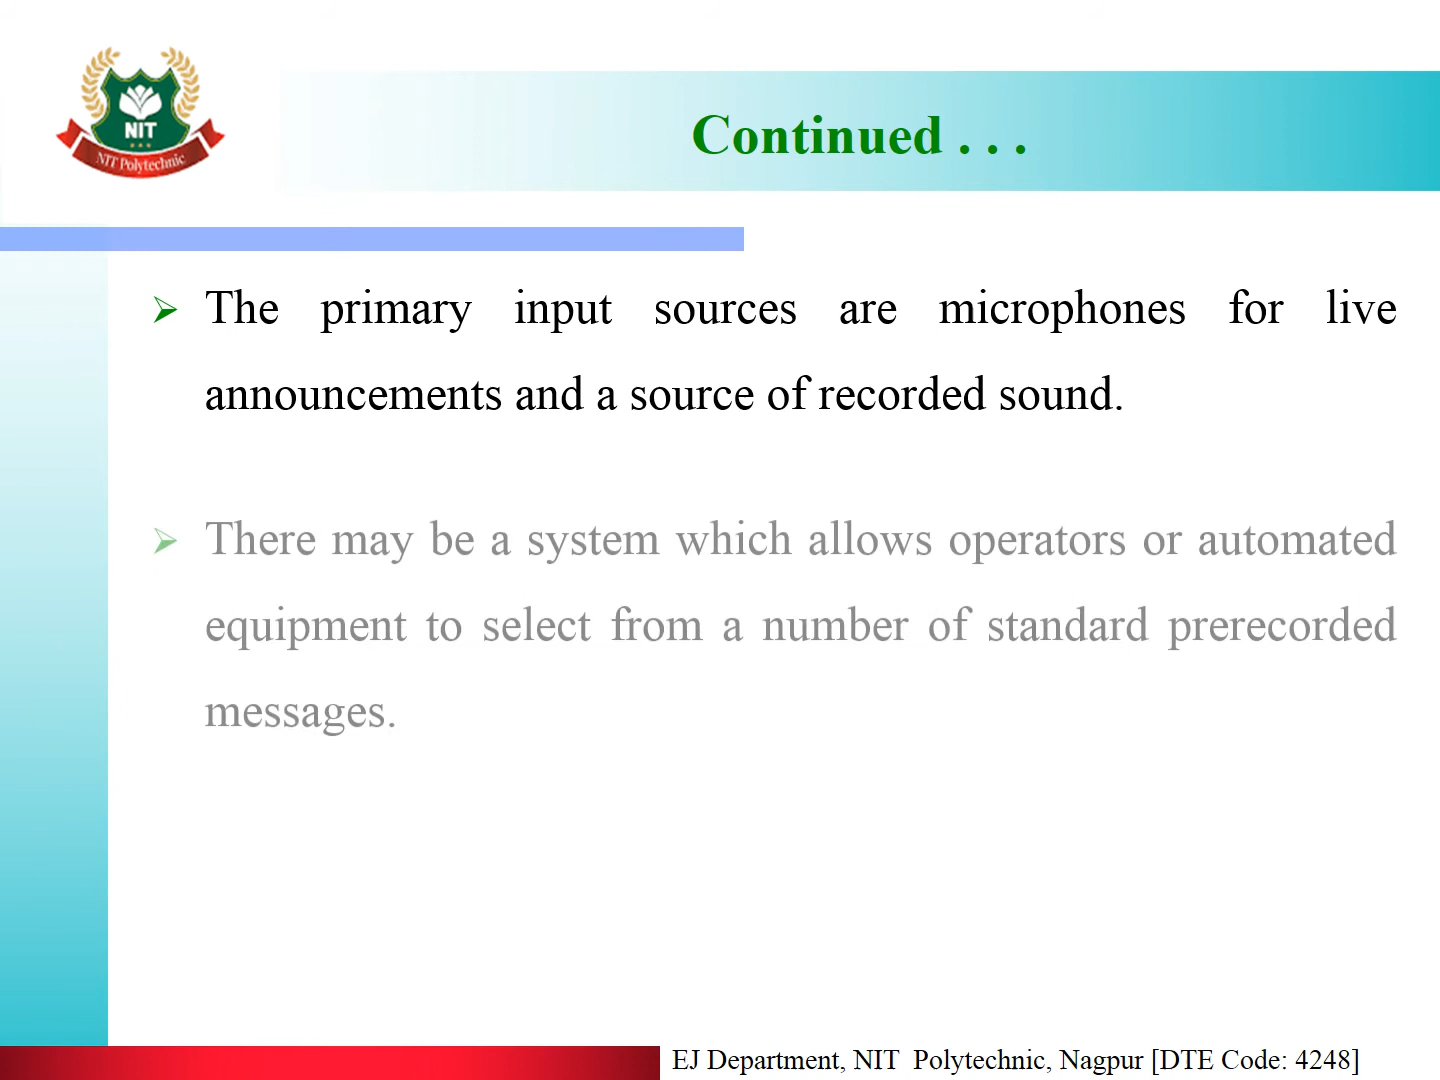 NIT
NIT Polytechnic
Continued . . .
The primary input sources are microphones for live
announcements and a source of recorded sound.
There may be a system which allows operators or automated
equipment to select from a number of standard prerecorded
messages.
EJ Department, NIT Polytechnic, Nagpur [DTE Code: 4248]